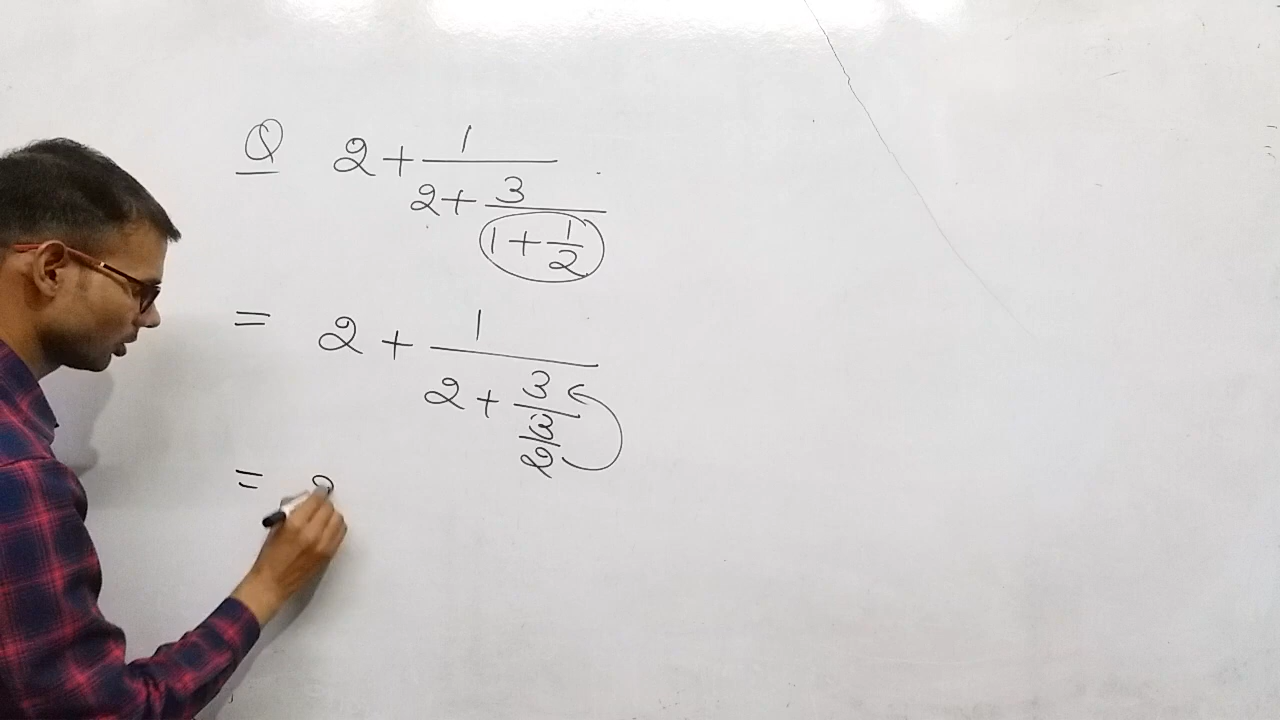 Q 2 + 1
2 + 3
1 + 1
2
= 2 + 1
2 + 3
3
2
= 2